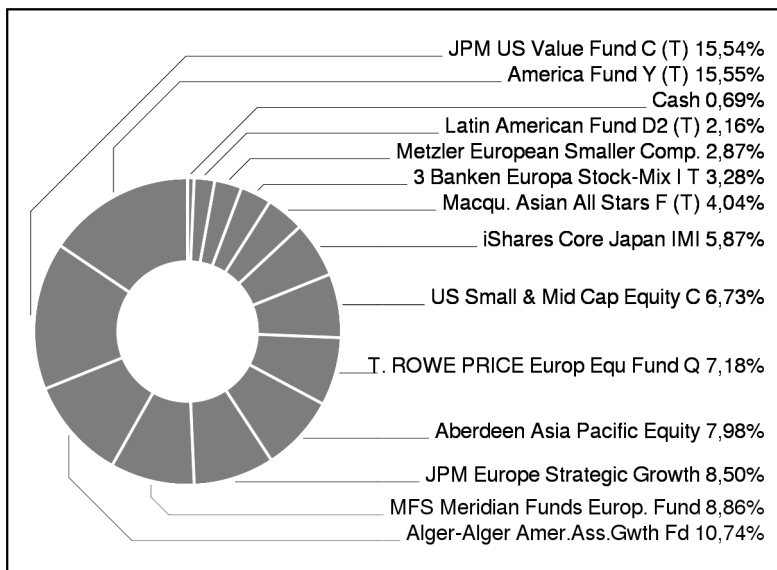 JPM US Value Fund C (T) 15,54%
America Fund Y (T) 15,55%
Cash 0,69%
Latin American Fund D2 (T) 2,16%
Metzler European Smaller Comp. 2,87%
3 Banken Europa Stock-Mix I T 3,28%
Macqu. Asian All Stars F (T) 4,04%
iShares Core Japan IMI 5,87%
US Small & Mid Cap Equity C 6,73%
T. ROWE PRICE Europ Equ Fund Q 7,18%
Aberdeen Asia Pacific Equity 7,98%
JPM Europe Strategic Growth 8,50%
MFS Meridian Funds Europ. Fund 8,86%
Alger-Alger Amer.Ass.Gwth Fd 10,74%